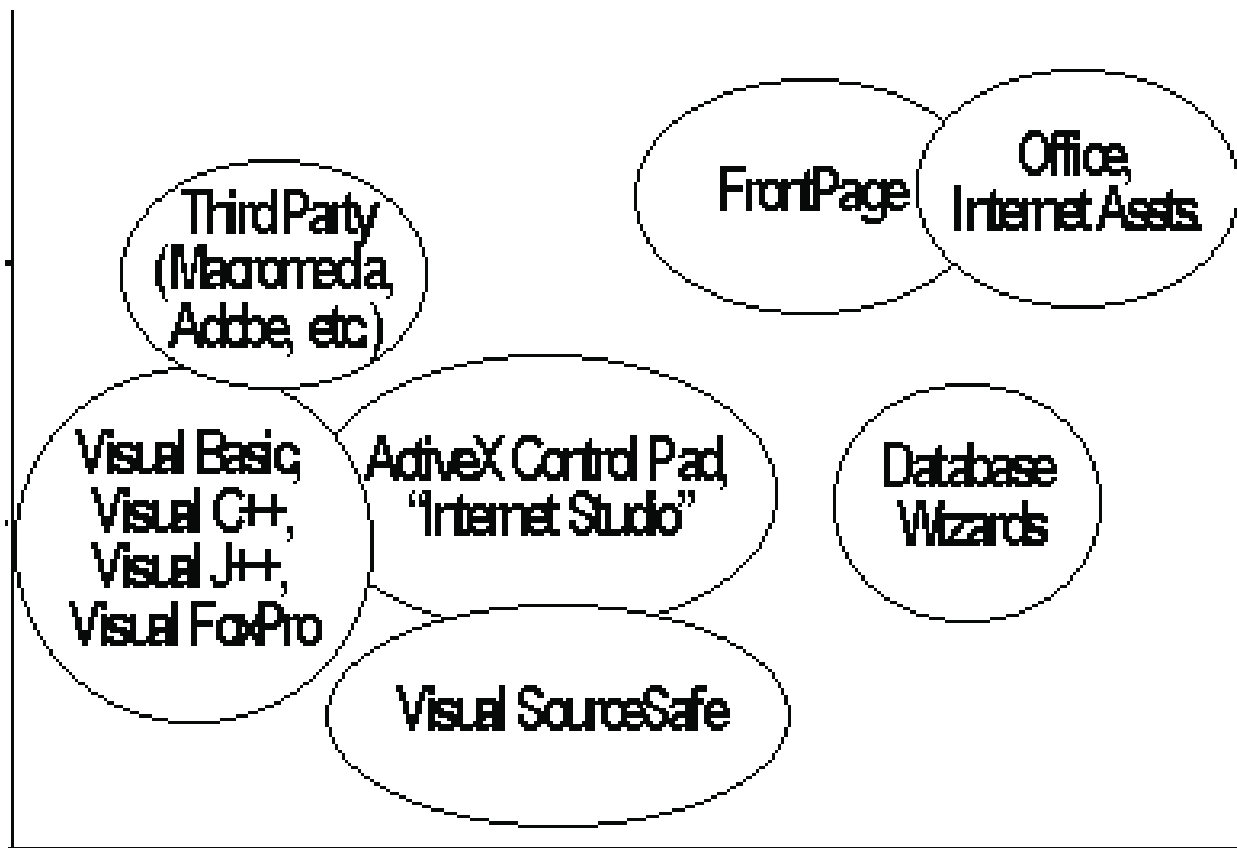 Third Party
(Macromedia,
Adobe, etc.)
FrontPage
Office,
Internet Assts.
Visual Basic,
Visual C++,
Visual J++,
Visual FoxPro
ActiveX Control Pad,
“Internet Studio”
Database
Wizards
Visual SourceSafe